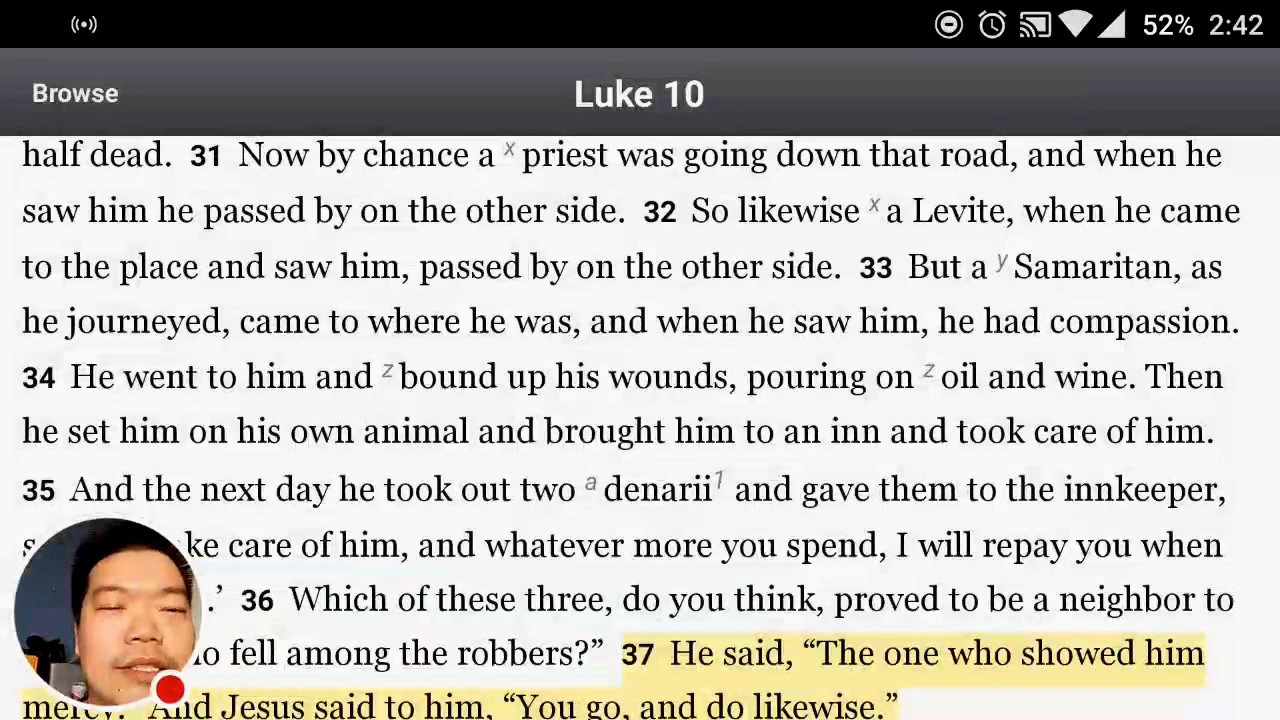 52% 2:42
Browse
Luke 10
half dead. 31 Now by chance a x priest was going down that road, and when he
saw him he passed by on the other side. 32 So likewise x a Levite, when he came
to the place and saw him, passed by on the other side. 33 But a y Samaritan, as
he journeyed, came to where he was, and when he saw him, he had compassion.
34 He went to him and z bound up his wounds, pouring on z oil and wine. Then
he set him on his own animal and brought him to an inn and took care of him.
35 And the next day he took out two a denarii1 and gave them to the innkeeper,
care of him, and whatever more you spend, I will repay you when
.’ 36 Which of these three, do you think, proved to be a neighbor to
fell among the robbers?” 37 He said, “The one who showed him
mercy.” And Jesus said to him, “You go, and do likewise.”